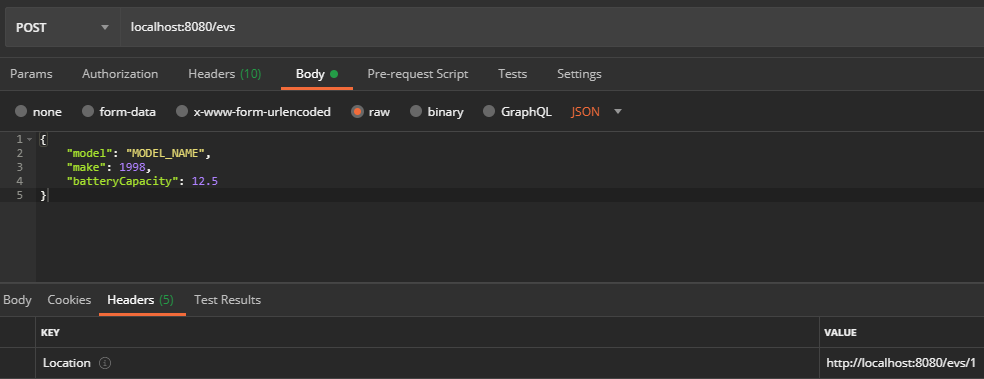 POST localhost:8080/evs
Params Authorization Headers (10) Body Pre-request Script Tests Settings
none form-data x-www-form-urlencoded raw binary GraphQL JSON
1 {
2 "model": "MODEL_NAME",
3 "make": 1998,
4 "batteryCapacity": 12.5
5 }
Body Cookies Headers (5) Test Results
KEY VALUE
Location http://localhost:8080/evs/1